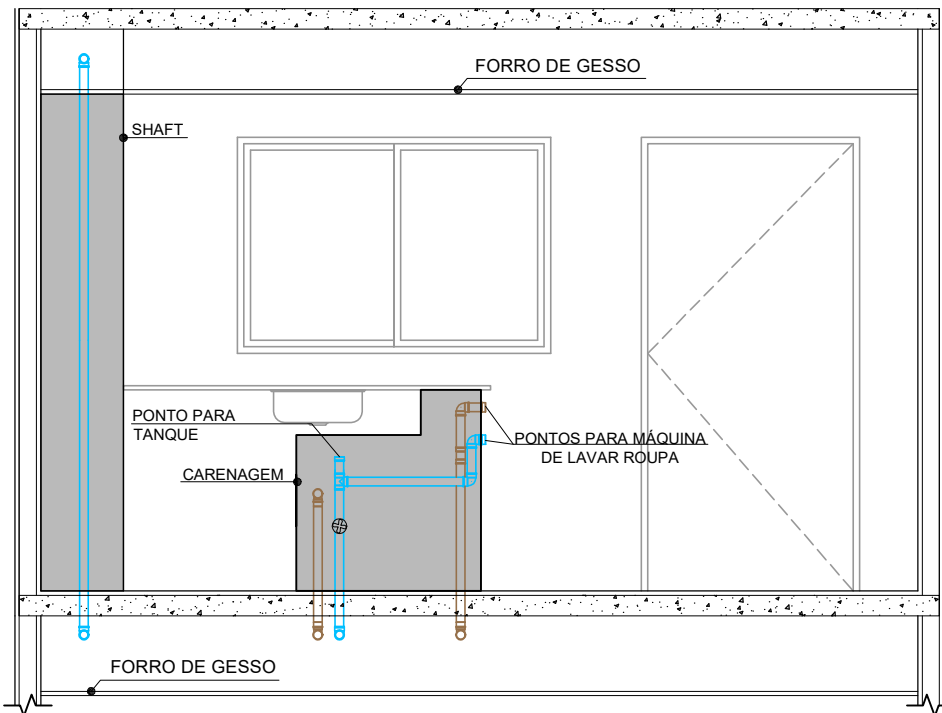 FORRO DE GESSO
SHAFT
PONTO PARA
TANQUE
CARENAGEM
PONTOS PARA MÁQUINA
DE LAVAR ROUPA
FORRO DE GESSO